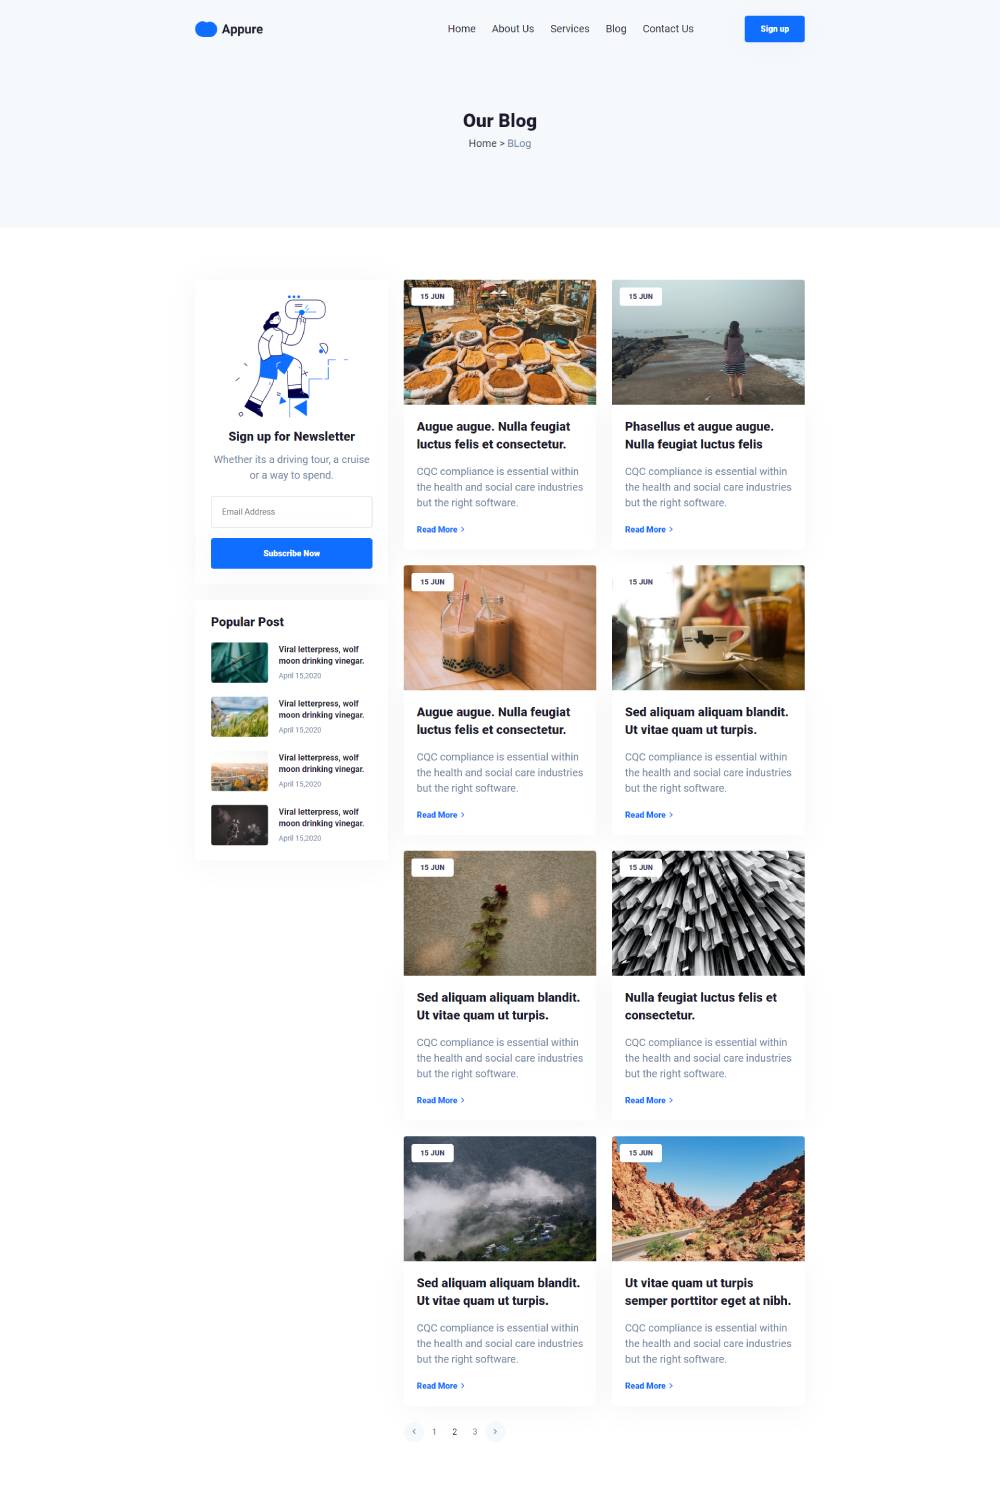 Appure
Home About Us Services Blog Contact Us Sign up
Our Blog
Home > BLog
Sign up for Newsletter
Whether its a driving tour, a cruise
or a way to spend.
Email Address
Subscribe Now
Popular Post
Viral letterpress, wolf
moon drinking vinegar.
April 15,2020
Viral letterpress, wolf
moon drinking vinegar.
April 15,2020
Viral letterpress, wolf
moon drinking vinegar.
April 15,2020
Viral letterpress, wolf
moon drinking vinegar.
April 15,2020
15 JUN
Augue augue. Nulla feugiat
luctus felis et consectetur.
CQC compliance is essential within
the health and social care industries
but the right software.
Read More >
15 JUN
Phasellus et augue augue.
Nulla feugiat luctus felis
CQC compliance is essential within
the health and social care industries
but the right software.
Read More >
15 JUN
Augue augue. Nulla feugiat
luctus felis et consectetur.
CQC compliance is essential within
the health and social care industries
but the right software.
Read More >
15 JUN
Sed aliquam aliquam blandit.
Ut vitae quam ut turpis.
CQC compliance is essential within
the health and social care industries
but the right software.
Read More >
15 JUN
Sed aliquam aliquam blandit.
Ut vitae quam ut turpis.
CQC compliance is essential within
the health and social care industries
but the right software.
Read More >
15 JUN
Nulla feugiat luctus felis et
consectetur.
CQC compliance is essential within
the health and social care industries
but the right software.
Read More >
15 JUN
Sed aliquam aliquam blandit.
Ut vitae quam ut turpis.
CQC compliance is essential within
the health and social care industries
but the right software.
Read More >
15 JUN
Ut vitae quam ut turpis
semper porttitor eget at nibh.
CQC compliance is essential within
the health and social care industries
but the right software.
Read More >
< 1 2 3 >